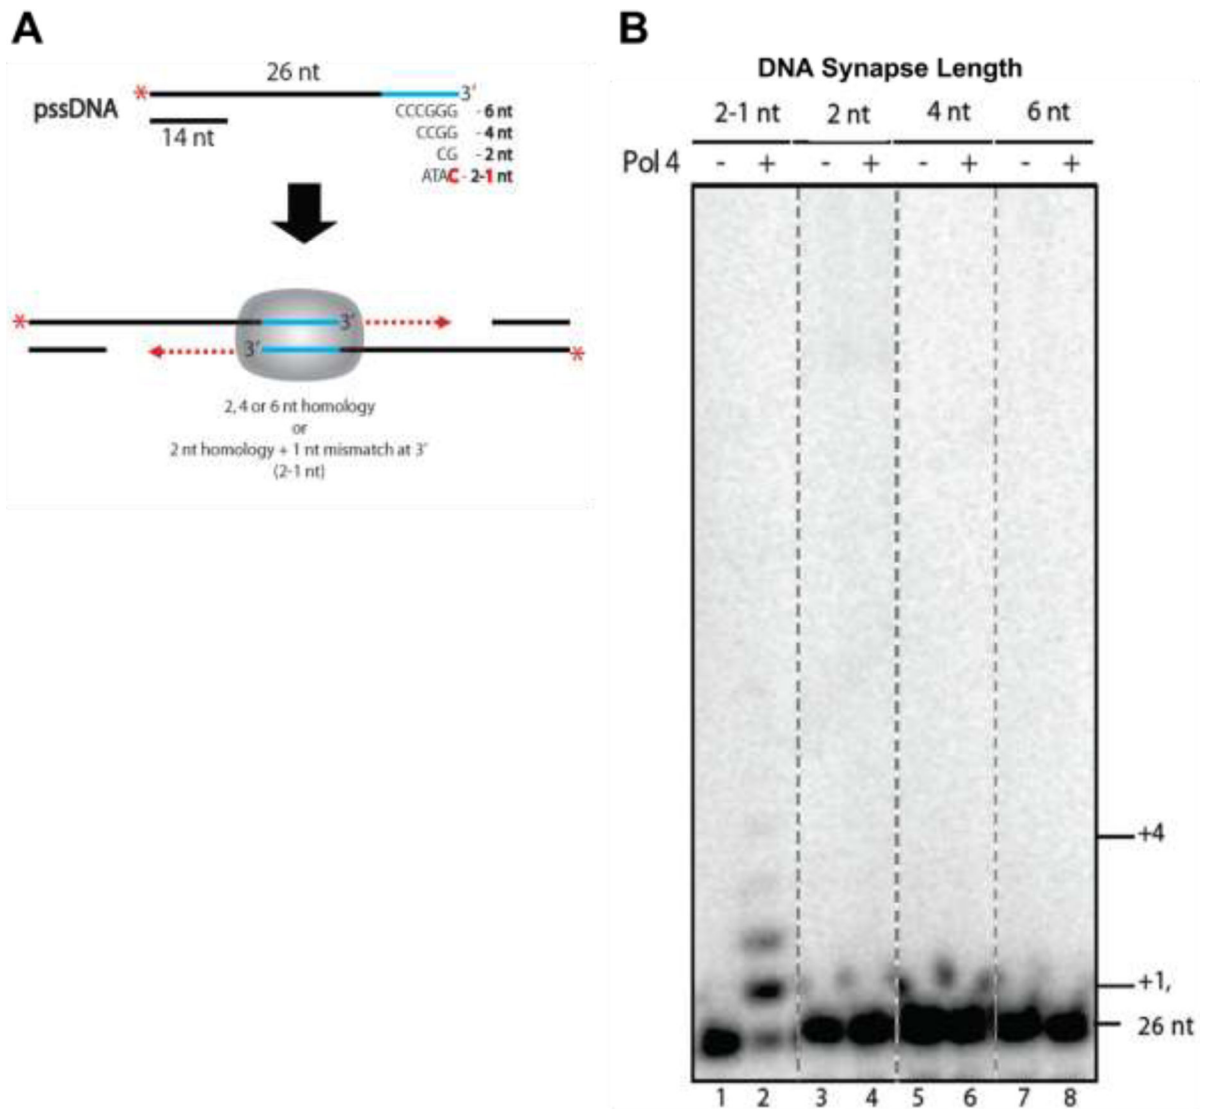 A
26 nt
* 3'
pssDNA
14 nt
CCCGGG - 6 nt
CCGG - 4 nt
CG - 2 nt
ATAC - 2-1 nt
* 3'
3' *
2, 4 or 6 nt homology
or
2 nt homology + 1 nt mismatch at 3'
(2-1 nt)
B
DNA Synapse Length
2-1 nt 2 nt 4 nt 6 nt
Pol 4 - + - + - + - +
+4
+1,
26 nt
1 2 3 4 5 6 7 8